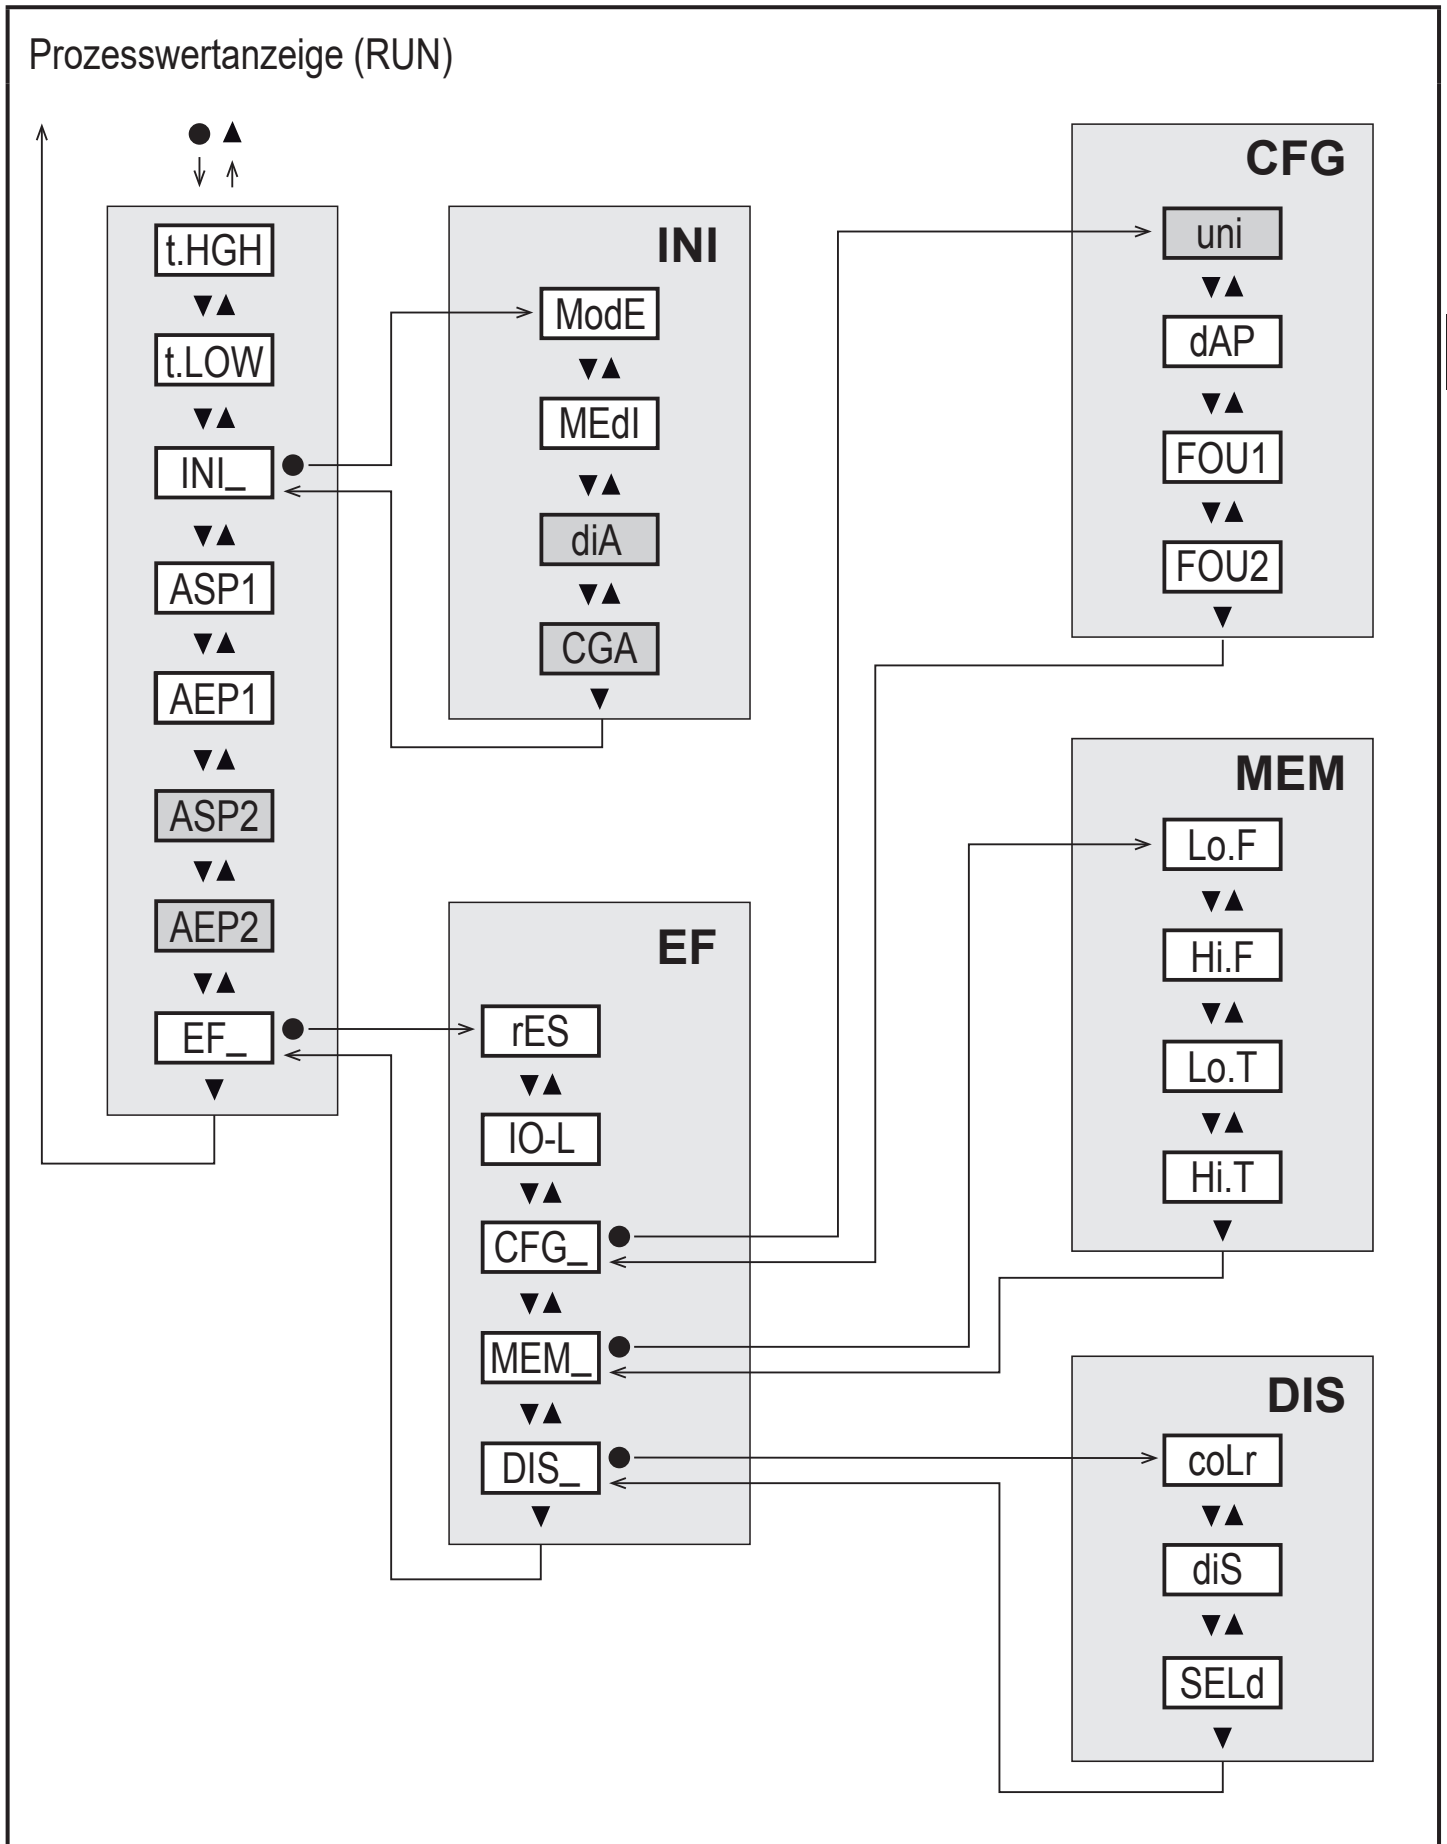 Prozesswertanzeige (RUN)
t.HGH
t.LOW
INI_
ASP1
AEP1
ASP2
AEP2
EF_
INI
ModE
MEdI
diA
CGA
EF
rES
IO-L
CFG_
MEM_
DIS_
CFG
uni
dAP
FOU1
FOU2
MEM
Lo.F
Hi.F
Lo.T
Hi.T
DIS
coLr
diS
SELd